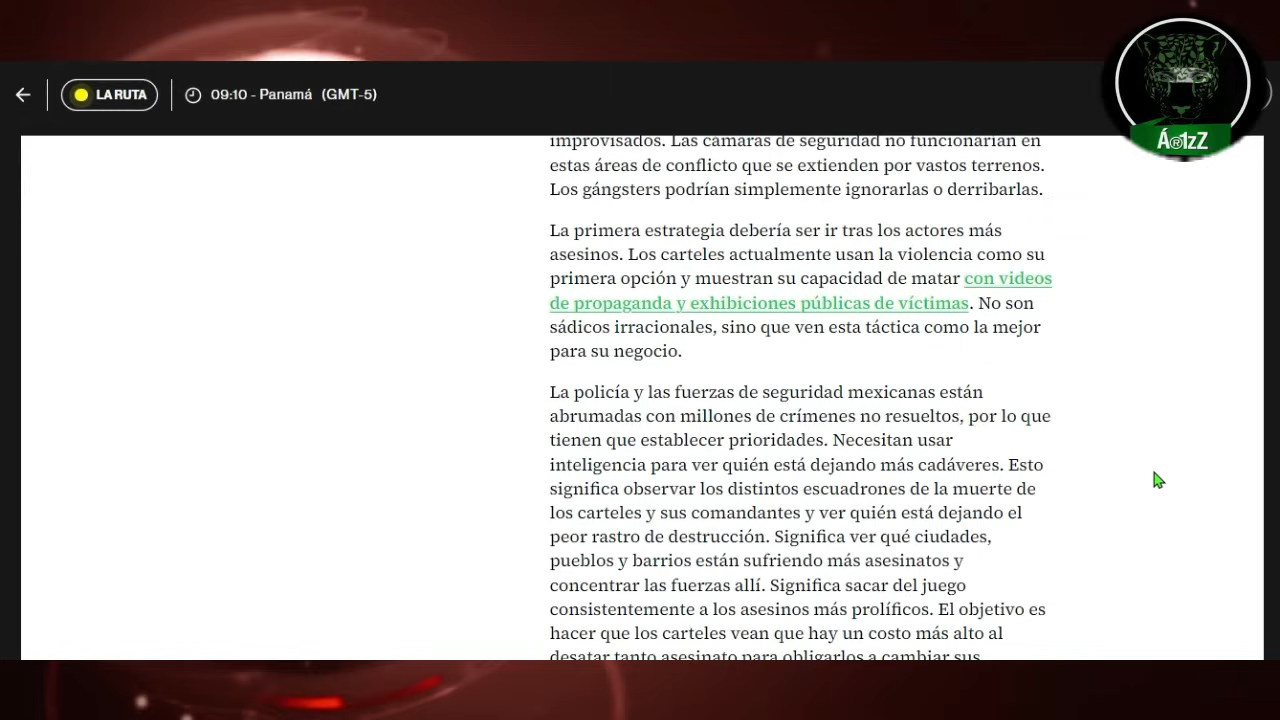 LA RUTA
09:10 - Panamá (GMT-5)
Á®1zZ
improvisados. Las cámaras de seguridad no funcionarían en
estas áreas de conflicto que se extienden por vastos terrenos.
Los gángsters podrían simplemente ignorarlas o derribarlas.
La primera estrategia debería ser ir tras los actores más
asesinos. Los carteles actualmente usan la violencia como su
primera opción y muestran su capacidad de matar con videos
de propaganda y exhibiciones públicas de víctimas. No son
sádicos irracionales, sino que ven esta táctica como la mejor
para su negocio.
La policía y las fuerzas de seguridad mexicanas están
abrumadas con millones de crímenes no resueltos, por lo que
tienen que establecer prioridades. Necesitan usar
inteligencia para ver quién está dejando más cadáveres. Esto
significa observar los distintos escuadrones de la muerte de
los carteles y sus comandantes y ver quién está dejando el
peor rastro de destrucción. Significa ver qué ciudades,
pueblos y barrios están sufriendo más asesinatos y
concentrar las fuerzas allí. Significa sacar del juego
consistentemente a los asesinos más prolíficos. El objetivo es
hacer que los carteles vean que hay un costo más alto al
desatar tanto asesinato para obligarlos a cambiar sus